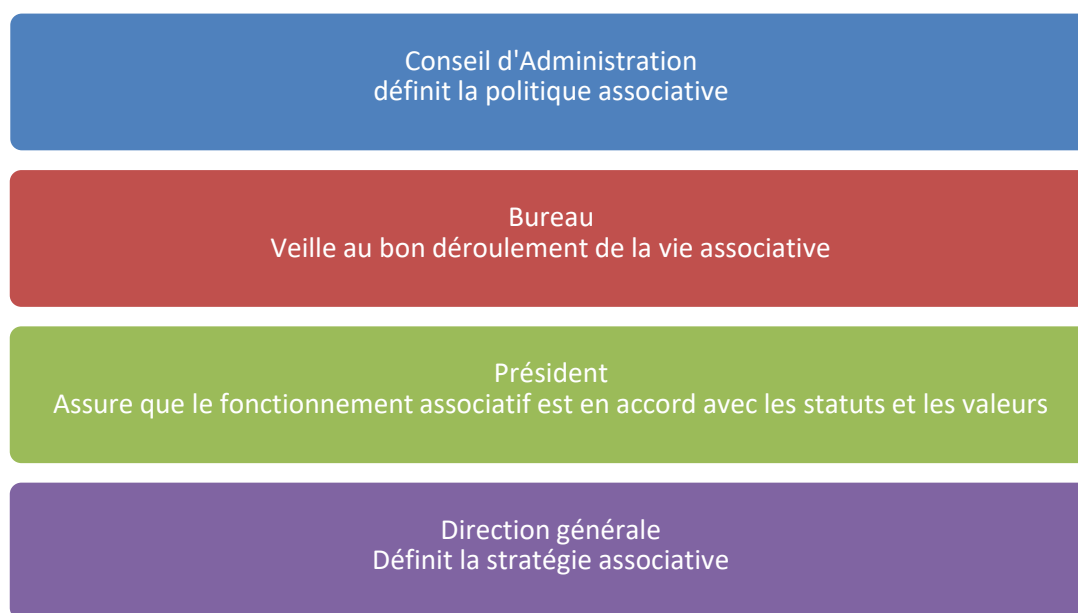 Conseil d'Administration
définit la politique associative
Bureau
Veille au bon déroulement de la vie associative
Président
Assure que le fonctionnement associatif est en accord avec les statuts et les valeurs
Direction générale
Définit la stratégie associative